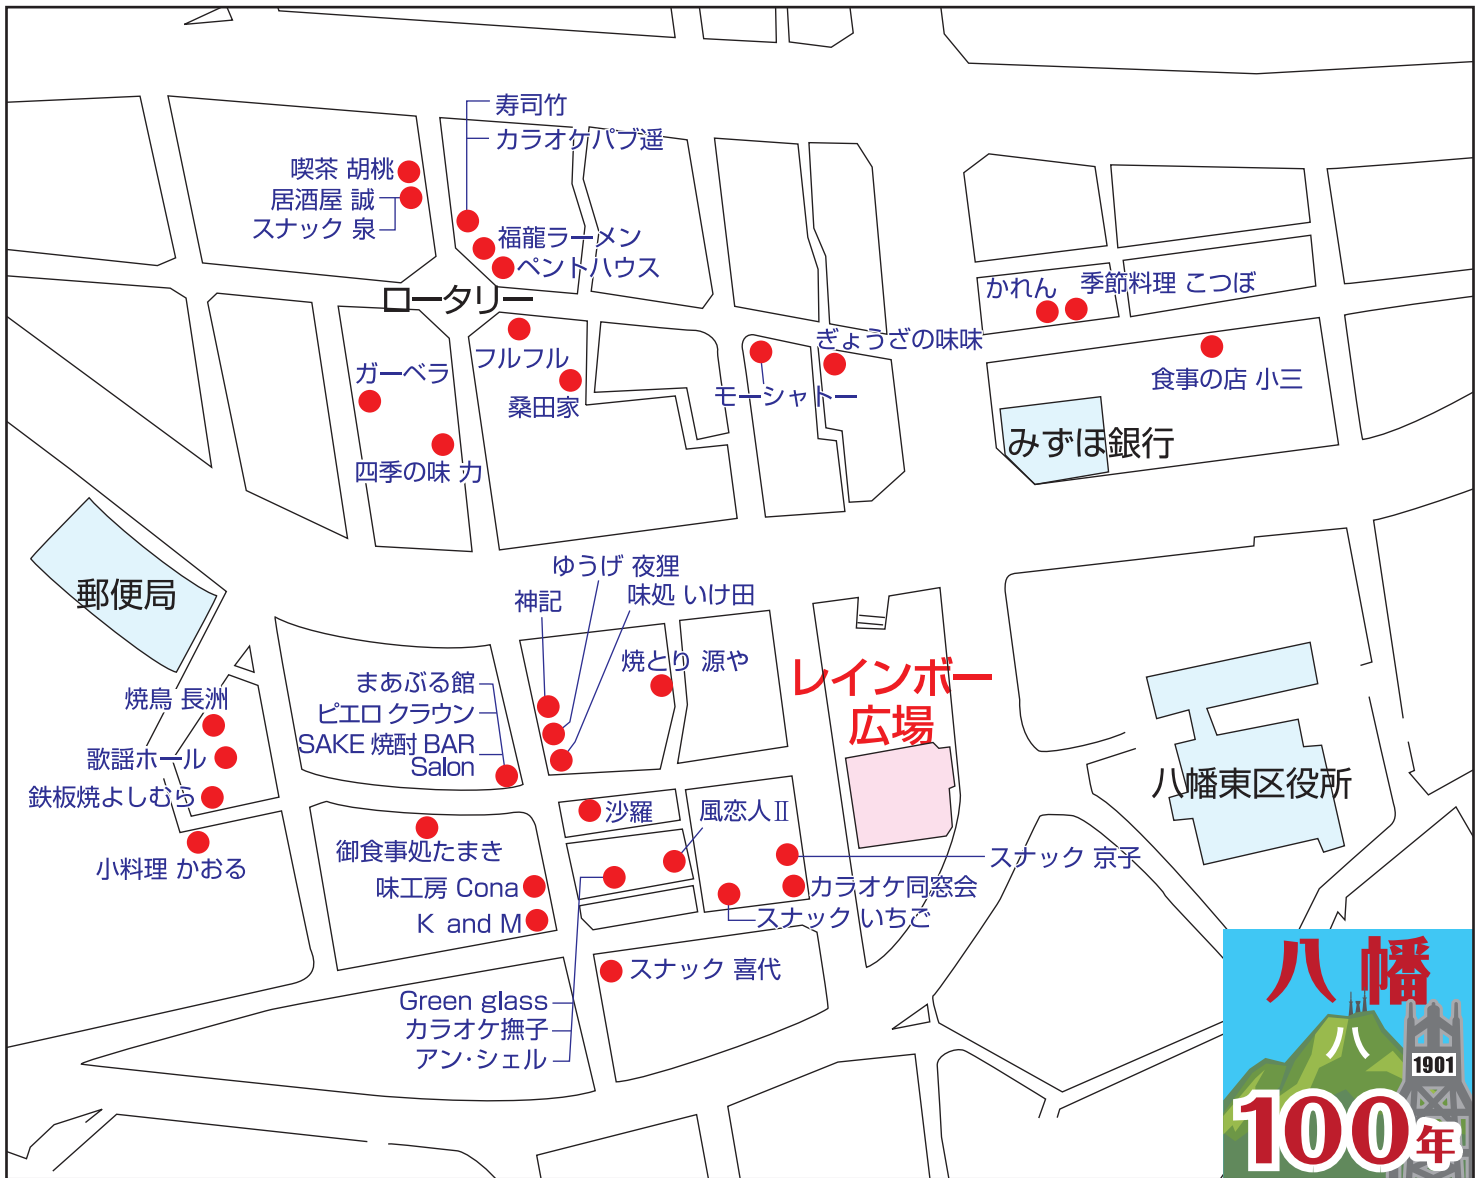 寿司竹
カラオケパブ遥
喫茶 胡桃
居酒屋 誠
スナック 泉
福龍ラーメン
ペントハウス
ロータリー
かれん
季節料理 こつぼ
フルフル
ぎょうざの味味
ガーベラ
モーシャトー
食事の店 小三
桑田家
みずほ銀行
四季の味 力
郵便局
ゆうげ 夜狸
味処 いけ田
神記
焼とり 源や
レインボー
広場
まあぶる館
ピエロ クラウン
SAKE 焼酎 BAR
Salon
焼鳥 長洲
歌謡ホール
鉄板焼よしむら
小料理 かおる
八幡東区役所
沙羅
風恋人Ⅱ
御食事処たまき
味工房 Cona
K and M
スナック 京子
カラオケ同窓会
スナック いちご
スナック 喜代
Green glass
カラオケ撫子
アン・シェル
八幡
八
1901
100年